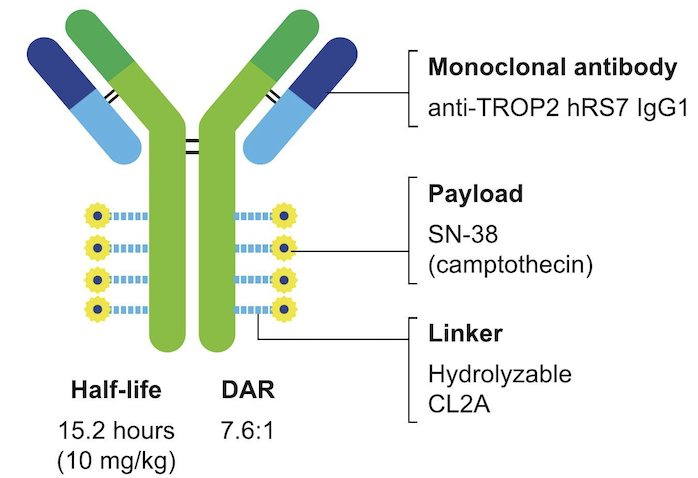 Monoclonal antibody
anti-TROP2 hRS7 IgG1
Payload
SN-38
(camptothecin)
Linker
Hydrolyzable
CL2A
Half-life
15.2 hours
(10 mg/kg)
DAR
7.6:1